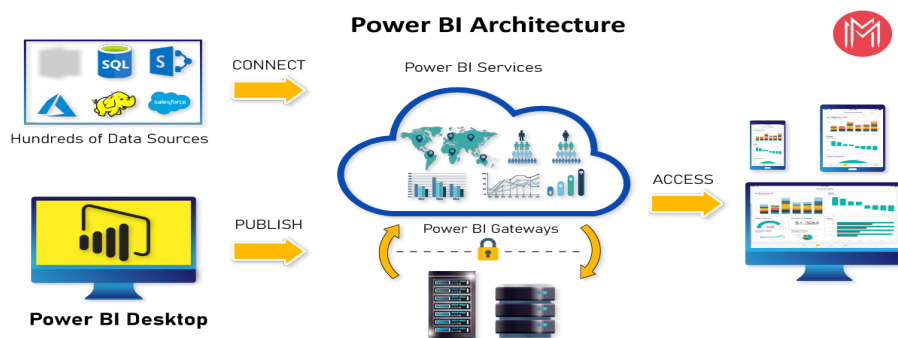 Power BI Architecture
M
SQL
S
salesforce
Hundreds of Data Sources
CONNECT
Power BI Services
ACCESS
PUBLISH
Power BI Gateways
Power BI Desktop